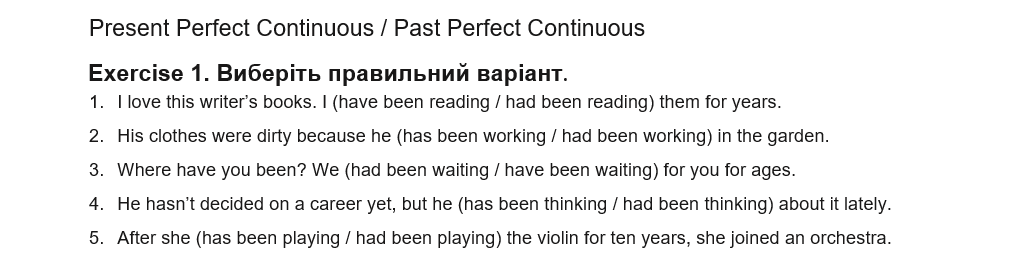 Present Perfect Continuous / Past Perfect Continuous
Exercise 1. Виберіть правильний варіант.
1. I love this writer’s books. I (have been reading / had been reading) them for years.
2. His clothes were dirty because he (has been working / had been working) in the garden.
3. Where have you been? We (had been waiting / have been waiting) for you for ages.
4. He hasn’t decided on a career yet, but he (has been thinking / had been thinking) about it lately.
5. After she (has been playing / had been playing) the violin for ten years, she joined an orchestra.